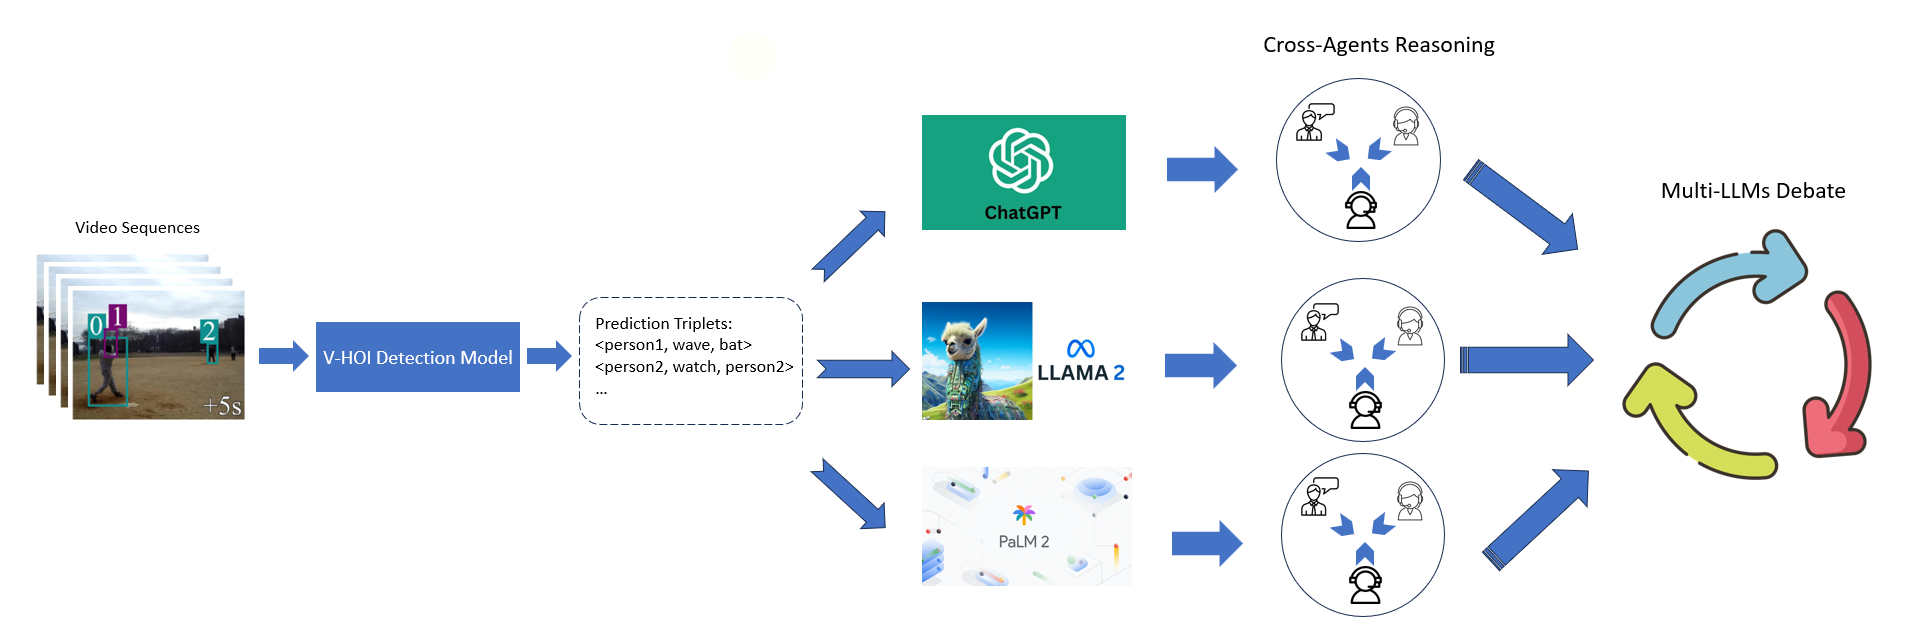 Video Sequences
0
1
2
+5s
V-HOI Detection Model
Prediction Triplets:
<person1, wave, bat>
<person2, watch, person2>
...
ChatGPT
LLAMA 2
PaLM 2
Cross-Agents Reasoning
Multi-LLMs Debate